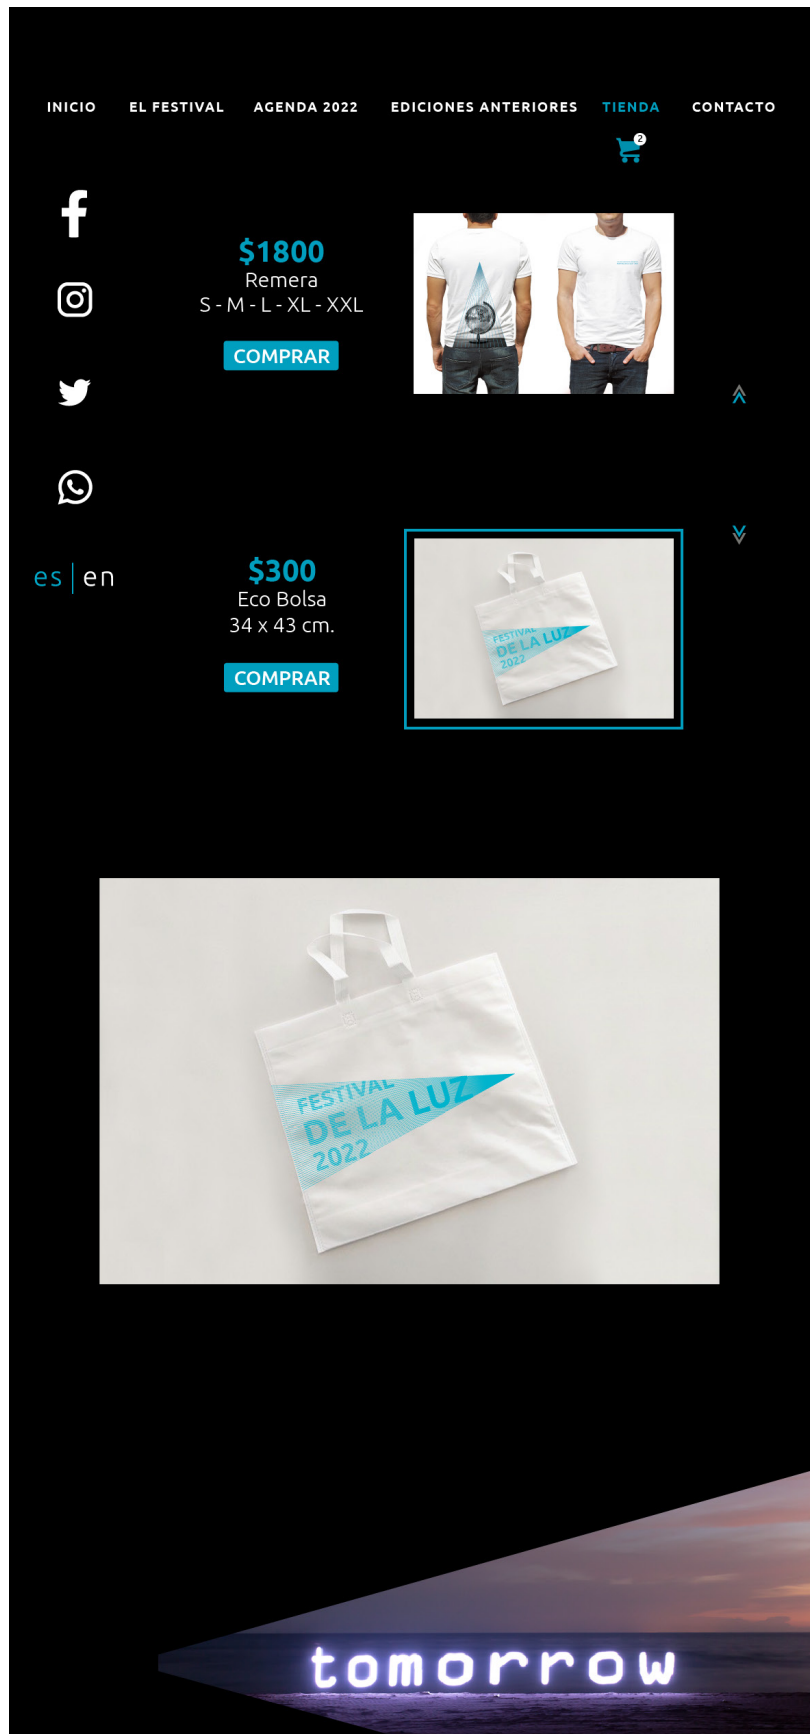 INICIO EL FESTIVAL AGENDA 2022 EDICIONES ANTERIORES TIENDA CONTACTO
2
$1800
Remera
S - M - L - XL - XXL
COMPRAR
es | en
$300
Eco Bolsa
34 x 43 cm.
COMPRAR
FESTIVAL
DE LA LUZ
2022
FESTIVAL
DE LA LUZ
2022
tomorrow